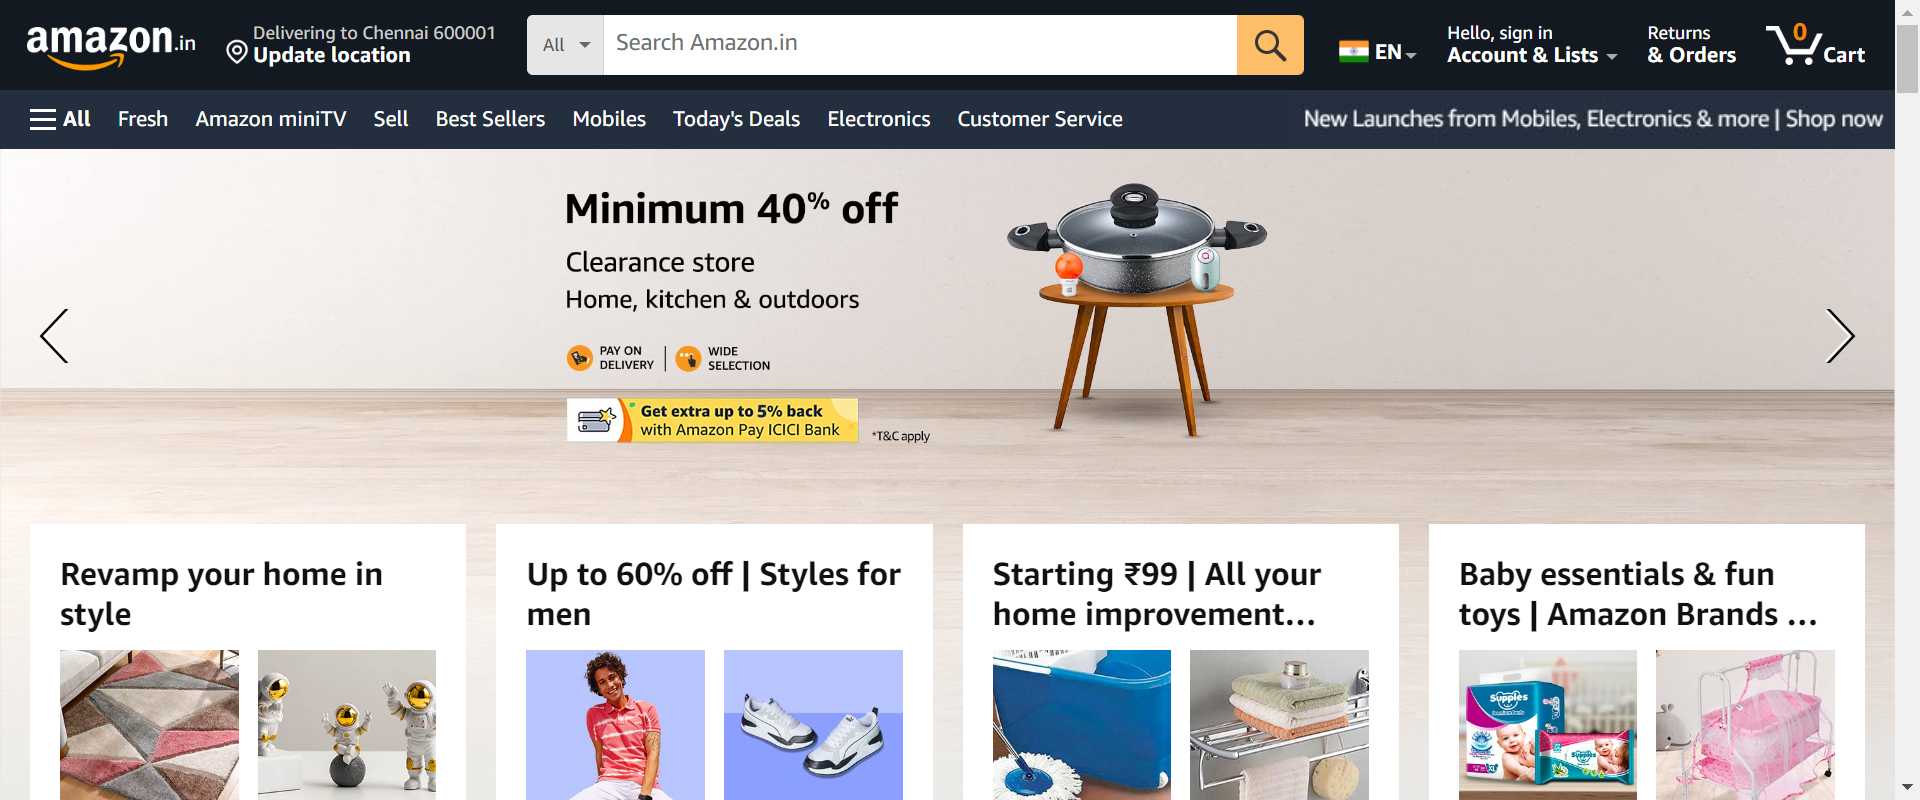 amazon.in
Delivering to Chennai 600001
Update location
All
Search Amazon.in
EN
Hello, sign in
Account & Lists
Returns
& Orders
0
Cart
All
Fresh
Amazon miniTV
Sell
Best Sellers
Mobiles
Today's Deals
Electronics
Customer Service
New Launches from Mobiles, Electronics & more | Shop now
Minimum 40% off
Clearance store
Home, kitchen & outdoors
PAY ON
DELIVERY
WIDE
SELECTION
Get extra up to 5% back
with Amazon Pay ICICI Bank
*T&C apply
Revamp your home in
style
Up to 60% off | Styles for
men
Starting ₹99 | All your
home improvement...
Baby essentials & fun
toys | Amazon Brands ...
Supples
Supples